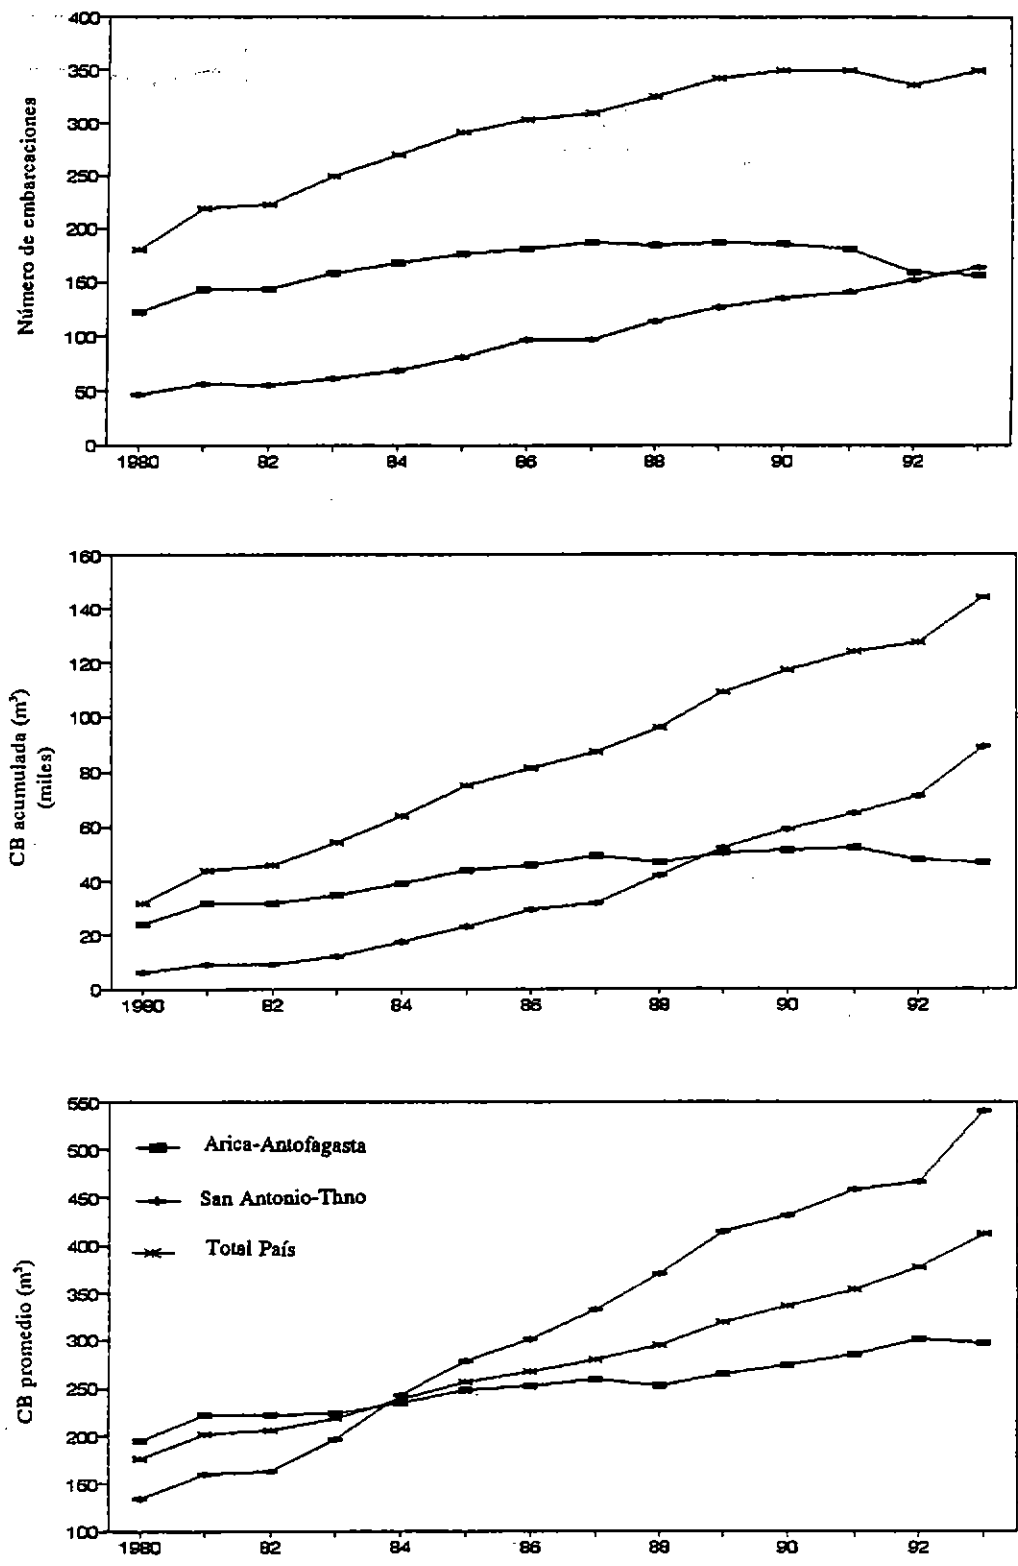 400
350
300
250
200
150
100
50
0
Número de embarcaciones
1980 82 84 86 88 90 92
160
140
120
100
80
60
40
20
0
CB acumulada (m³)
(miles)
1980 82 84 86 88 90 92
550
500
450
400
350
300
250
200
150
100
CB promedio (m³)
Arica-Antofagasta
San Antonio-Thno
Total País
1980 82 84 86 88 90 92